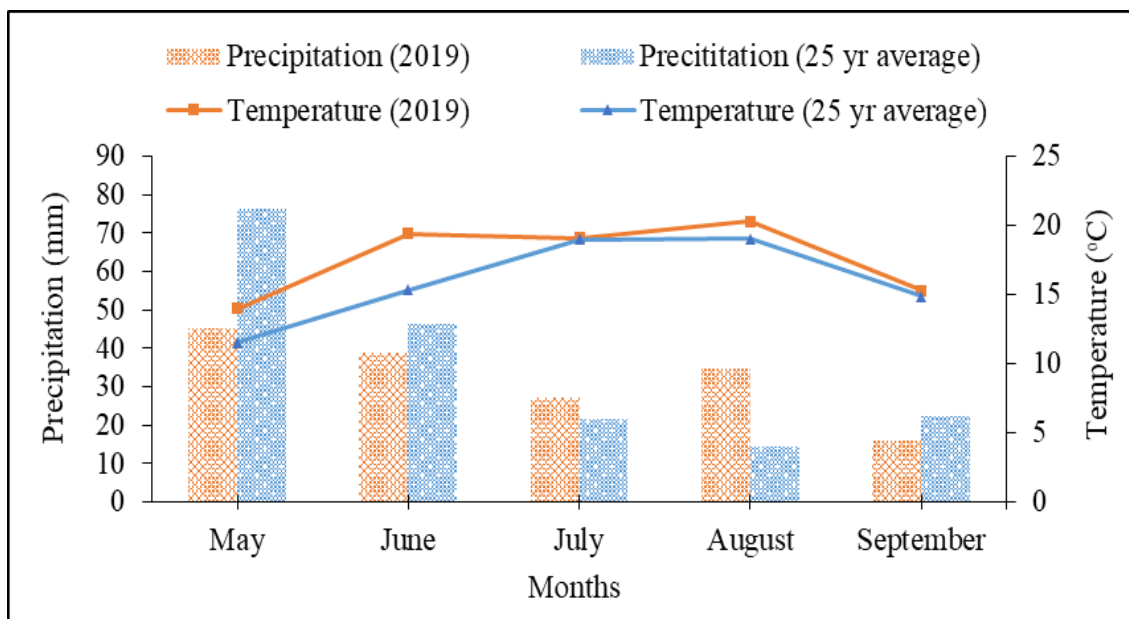 Precipitation (2019) Precititation (25 yr average)
Temperature (2019) Temperature (25 yr average)
90 25
80
70 20
60
50 15
40 10
30
20 5
10
0 0
Precipitation (mm)
Temperature (°C)
May June July August September
Months